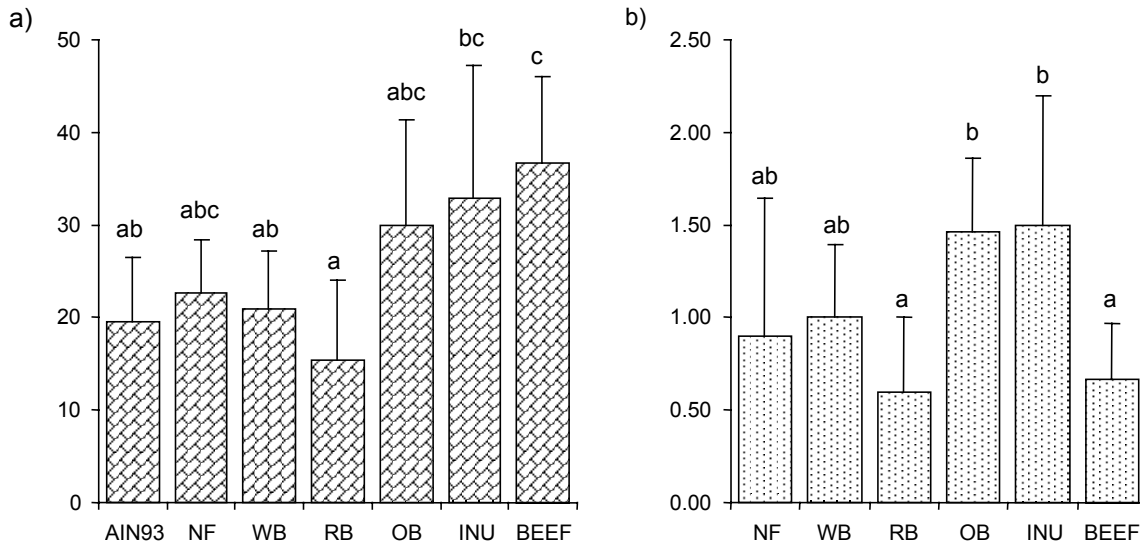 a)
50
40
30
20
10
0
ab
abc
ab
a
abc
bc
c
AIN93 NF WB RB OB INU BEEF
b)
2.50
2.00
1.50
1.00
0.50
0.00
ab
ab
a
b
b
a
NF WB RB OB INU BEEF